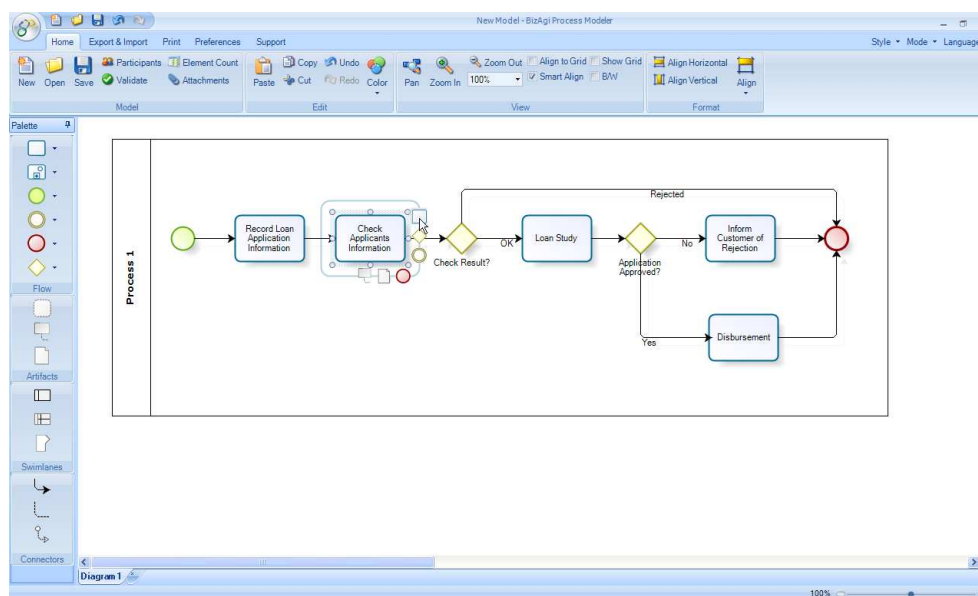 New Model - BizAgi Process Modeler
Home Export & Import Print Preferences Support Style Mode Language
New Open Save Participants Validate Element Count Attachments
Paste Copy Cut Undo Redo Color
Pan Zoom In Zoom Out 100% Align to Grid Show Grid Smart Align B/W
Align Horizontal Align Vertical Align
Model Edit View Format
Palette
Flow
Artifacts
Swimlanes
Connectors
Process 1
Rejected
Record Loan
Application
Information
Check
Applicants
Information
Check Result?
OK
Loan Study
Application
Approved?
No
Inform
Customer of
Rejection
Yes
Disbursement
Diagram 1
100%